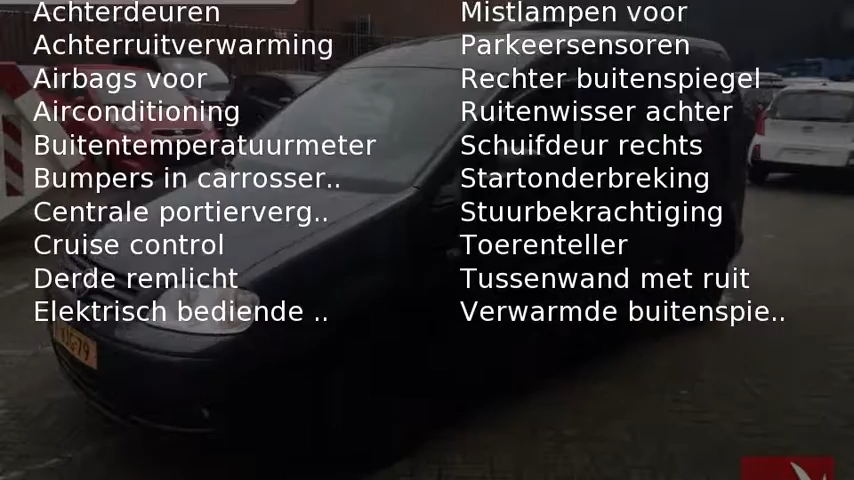 Achterdeuren
Achterruitverwarming
Airbags voor
Airconditioning
Buitentemperatuurmeter
Bumpers in carrosser..
Centrale portierverg..
Cruise control
Derde remlicht
Elektrisch bediende ..
Mistlampen voor
Parkeersensoren
Rechter buitenspiegel
Ruitenwisser achter
Schuifdeur rechts
Startonderbreking
Stuurbekrachtiging
Toerenteller
Tussenwand met ruit
Verwarmde buitenspie..